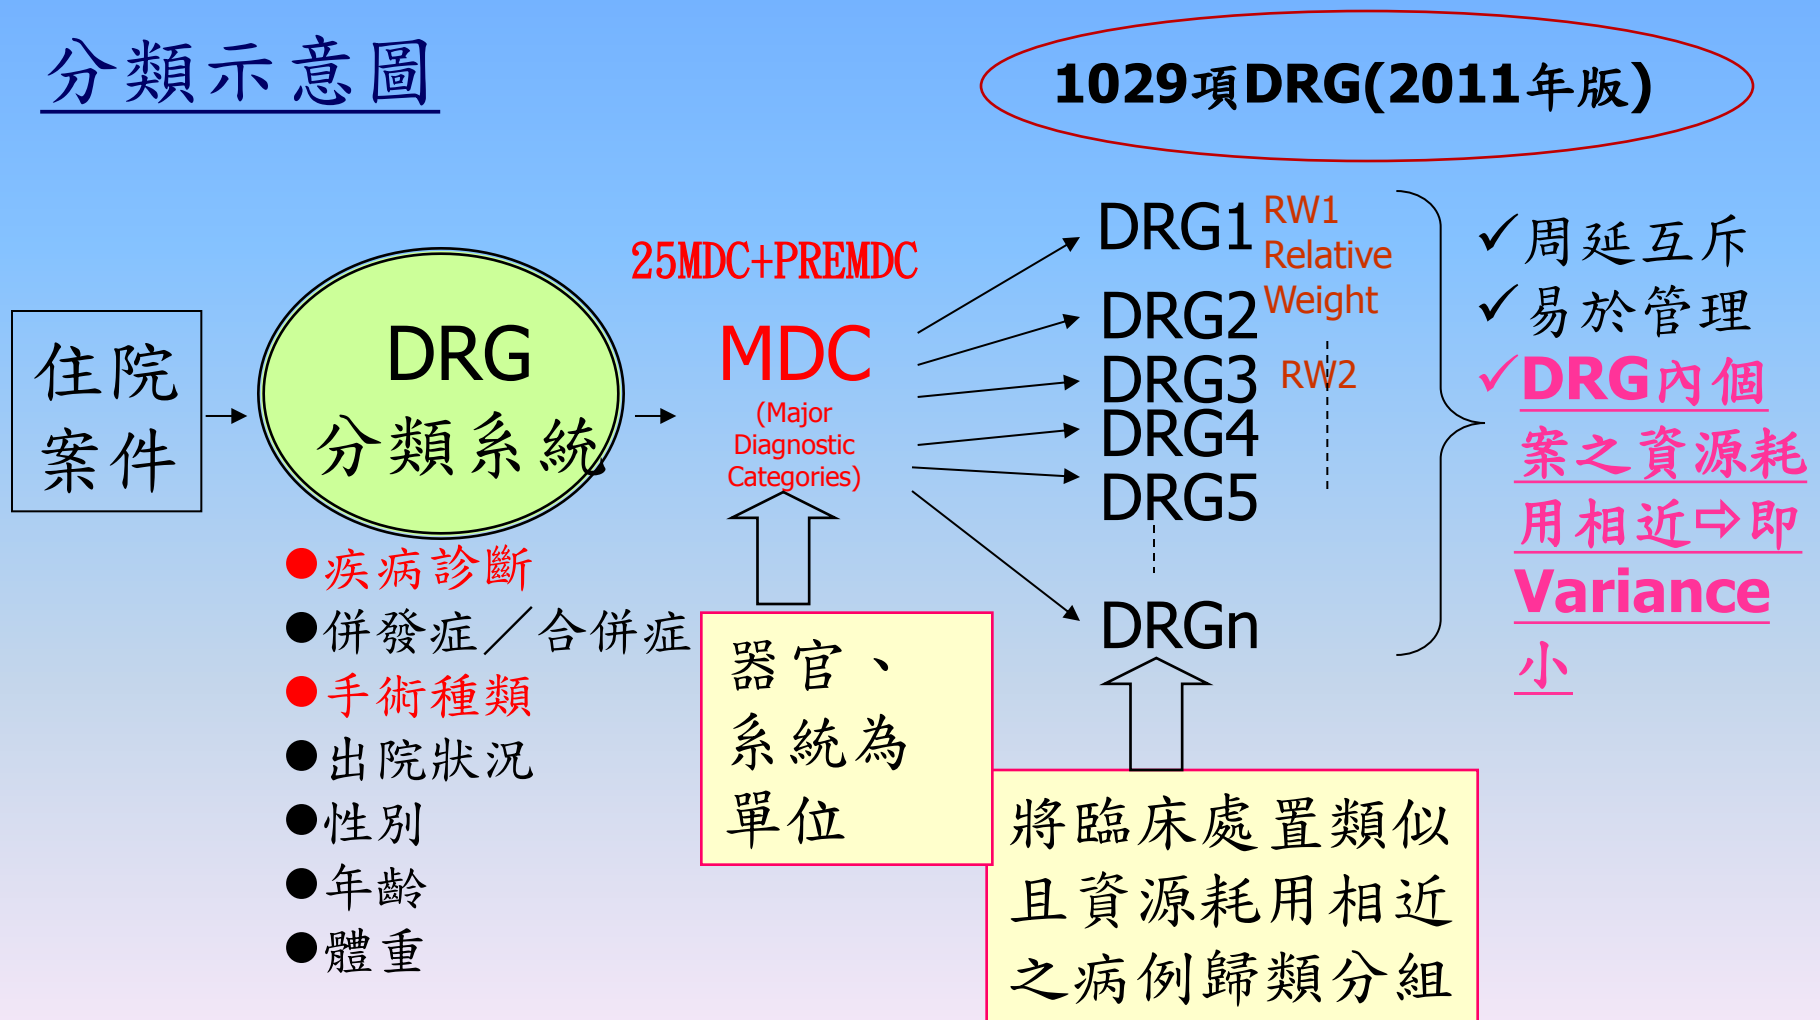 分類示意圖
1029項DRG(2011年版)
住院
案件
DRG
分類系統
●疾病診斷
●併發症／合併症
●手術種類
●出院狀況
●性別
●年齡
●體重
25MDC+PREMDC
MDC
(Major
Diagnostic
Categories)
器官、
系統為
單位
DRG1
RW1
Relative
Weight
DRG2
DRG3
RW2
DRG4
DRG5
DRGn
將臨床處置類似
且資源耗用相近
之病例歸類分組
✓周延互斥
✓易於管理
✓DRG內個
案之資源耗
用相近⇨即
Variance
小